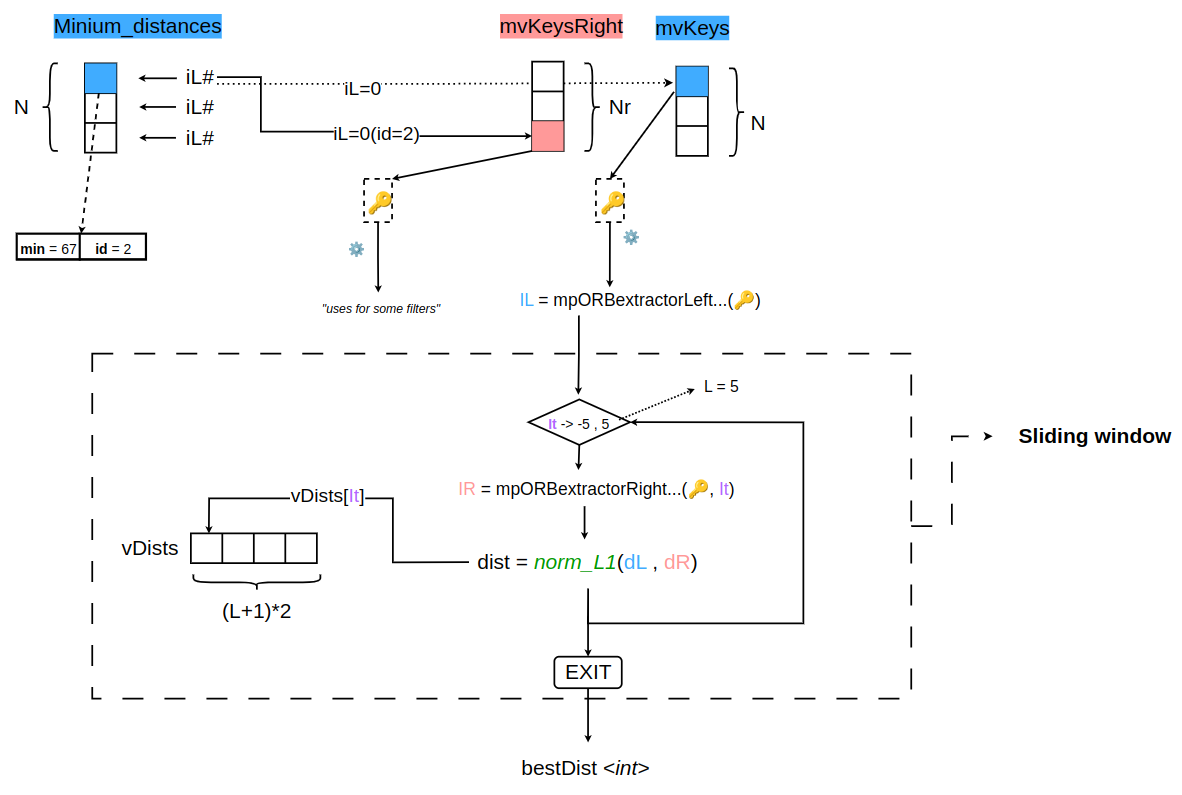 Minium_distances
mvKeysRight
mvKeys
N
iL#
iL#
iL#
iL=0
iL=0(id=2)
Nr
N
min = 67
id = 2
"uses for some filters"
IL = mpORBextractorLeft...(🔑)
L = 5
It -> -5 , 5
Sliding window
IR = mpORBextractorRight...(🔑, It)
vDists[It]
vDists
dist = norm_L1(dL , dR)
(L+1)*2
EXIT
bestDist <int>